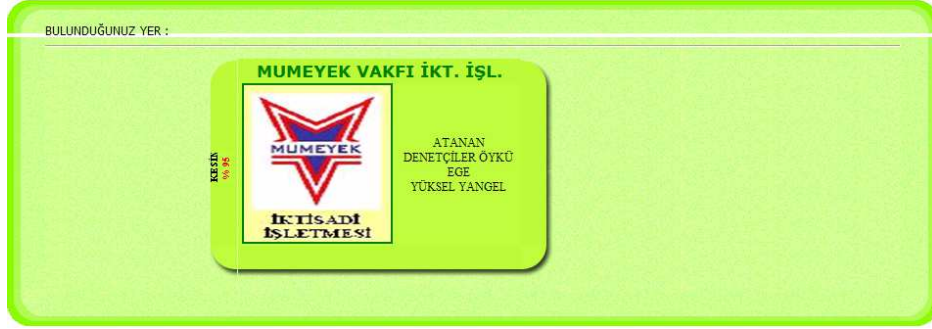 BULUNDUĞUNUZ YER :
MUMEYEK VAKFI İKT. İŞL.
KESİN
% 95
MUMEYEK
İKTİSADİ
İŞLETMESİ
ATANAN
DENETÇİLER ÖYKÜ
EGE
YÜKSEL YANGEL